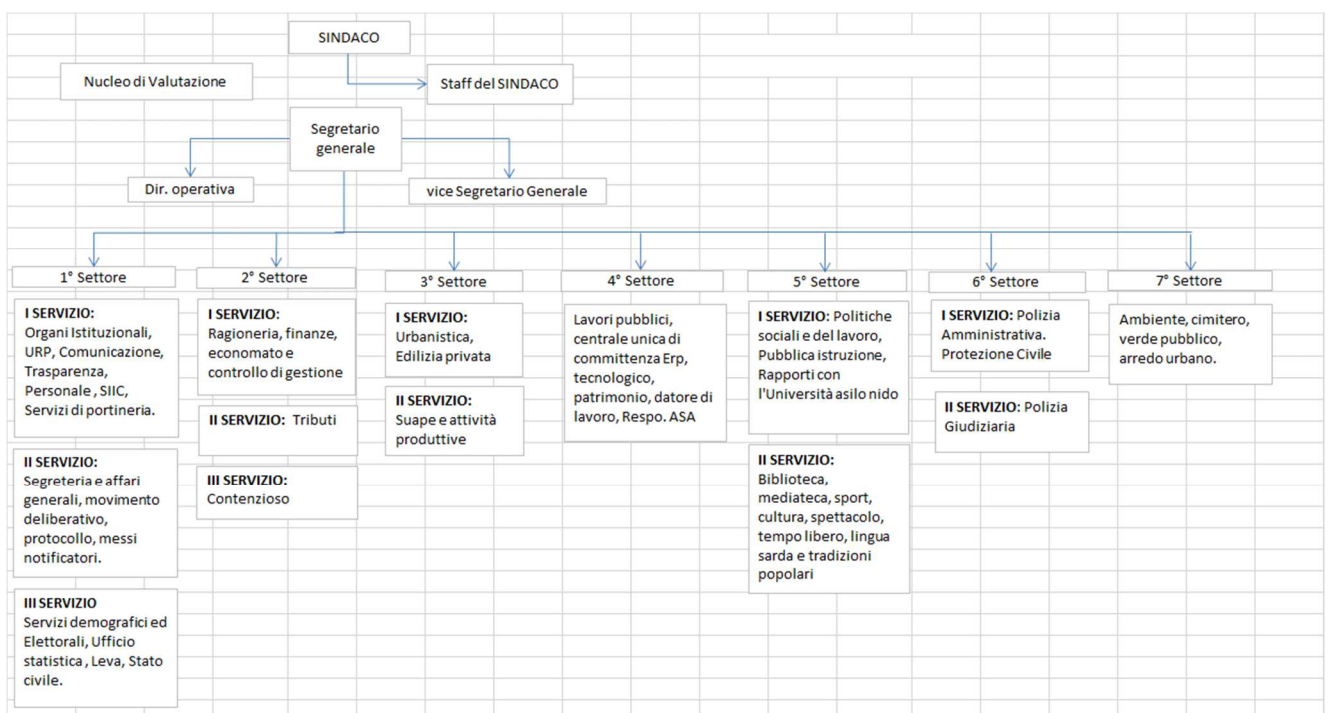 SINDACO
Nucleo di Valutazione
Staff del SINDACO
Segretario
generale
Dir. operativa
vice Segretario Generale
1° Settore
2° Settore
3° Settore
4° Settore
5° Settore
6° Settore
7° Settore
I SERVIZIO:
Organi Istituzionali,
URP, Comunicazione,
Trasparenza,
Personale , SIIC,
Servizi di portineria.
II SERVIZIO:
Segreteria e affari
generali, movimento
deliberativo,
protocollo, messi
notificatori.
III SERVIZIO
Servizi demografici ed
Elettorali, Ufficio
statistica , Leva, Stato
civile.
I SERVIZIO:
Ragioneria, finanze,
economato e
controllo di gestione
II SERVIZIO: Tributi
III SERVIZIO:
Contenzioso
I SERVIZIO:
Urbanistica,
Edilizia privata
II SERVIZIO:
Suape e attività
produttive
Lavori pubblici,
centrale unica di
committenza Erp,
tecnologico,
patrimonio, datore di
lavoro, Respo. ASA
I SERVIZIO: Politiche
sociali e del lavoro,
Pubblica istruzione,
Rapporti con
l'Università asilo nido
II SERVIZIO:
Biblioteca,
mediateca, sport,
cultura, spettacolo,
tempo libero, lingua
sarda e tradizioni
popolari
I SERVIZIO: Polizia
Amministrativa.
Protezione Civile
II SERVIZIO: Polizia
Giudiziaria
Ambiente, cimitero,
verde pubblico,
arredo urbano.